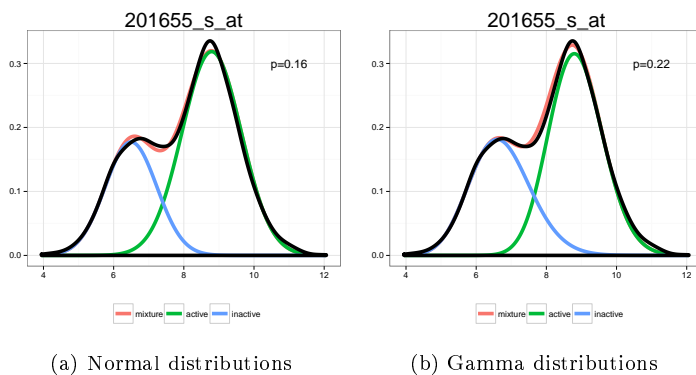 201655_s_at
p=0.16
0.3
0.2
0.1
0.0
4 6 8 10 12
mixture active inactive
(a) Normal distributions
201655_s_at
p=0.22
0.3
0.2
0.1
0.0
4 6 8 10 12
mixture active inactive
(b) Gamma distributions